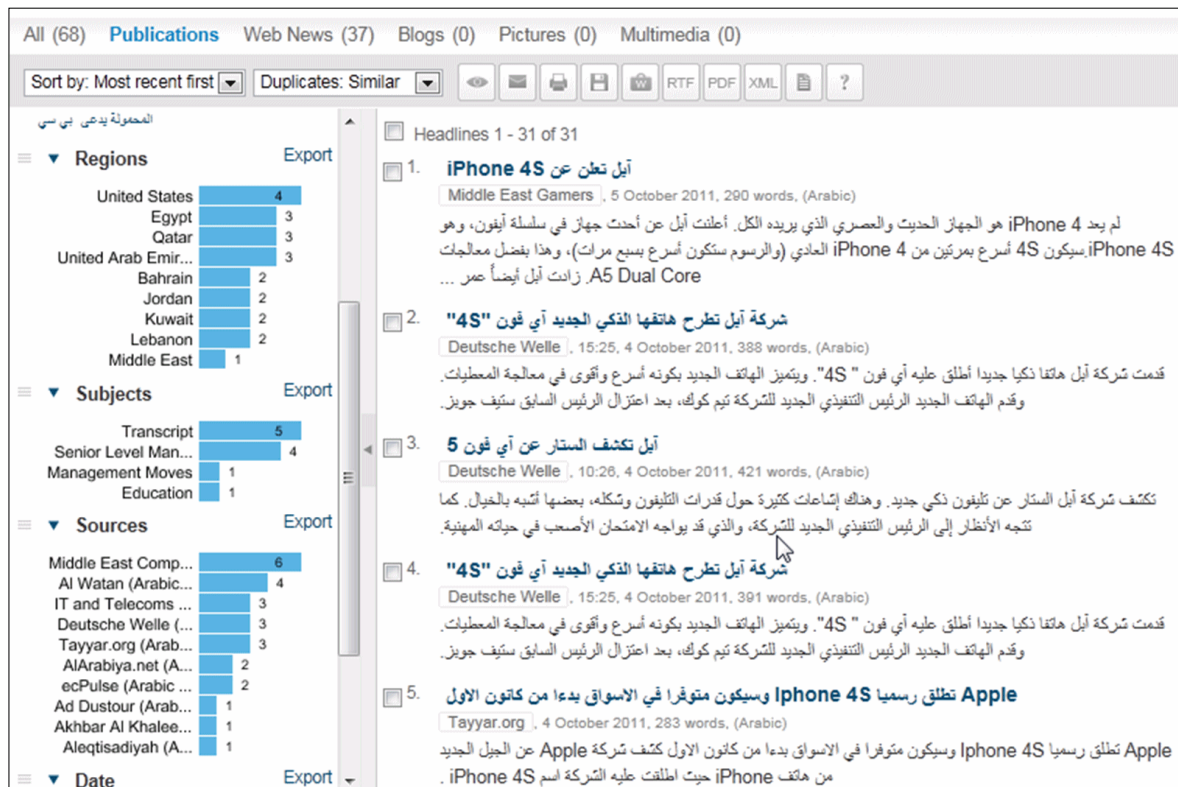 All (68) Publications Web News (37) Blogs (0) Pictures (0) Multimedia (0)
Sort by: Most recent first Duplicates: Similar RTF PDF XML ?
المحمولة يدعى بي سي
Regions Export
United States 4
Egypt 3
Qatar 3
United Arab Emir... 3
Bahrain 2
Jordan 2
Kuwait 2
Lebanon 2
Middle East 1
Subjects Export
Transcript 5
Senior Level Man... 4
Management Moves 1
Education 1
Sources Export
Middle East Comp... 6
Al Watan (Arabic... 4
IT and Telecoms ... 3
Deutsche Welle (... 3
Tayyar.org (Arab... 3
AlArabiya.net (A... 2
ecPulse (Arabic ... 2
Ad Dustour (Arab... 1
Akhbar Al Khalee... 1
Aleqtisadiyah (A... 1
Date Export
Headlines 1 - 31 of 31
1. آبل تعلن عن iPhone 4S
Middle East Gamers , 5 October 2011, 290 words, (Arabic)
لم يعد iPhone 4 هو الجهاز الحديث والعصري الذي يريده الكل. أعلنت آبل عن أحدث جهاز في سلسلة آيفون، وهو
iPhone 4S.سيكون 4S أسرع بمرتين من iPhone 4 العادي (والرسوم ستكون أسرع بسبع مرات)، وهذا بفضل معالجات
A5 Dual Core. زادت آبل أيضاً عمر ...
2. شركة آبل تطرح هاتفها الذكي الجديد آي فون "4S"
Deutsche Welle , 15:25, 4 October 2011, 388 words, (Arabic)
قدمت شركة آبل هاتفا ذكيا جديدا أطلق عليه آي فون " 4S". ويتميز الهاتف الجديد بكونه أسرع وأقوى في معالجة المعطيات.
وقدم الهاتف الجديد الرئيس التنفيذي الجديد للشركة تيم كوك، بعد اعتزال الرئيس السابق ستيف جوبز.
3. آبل تكشف الستار عن آي فون 5
Deutsche Welle , 10:26, 4 October 2011, 421 words, (Arabic)
تكشف شركة آبل الستار عن تليفون ذكي جديد. وهناك إشاعات كثيرة حول قدرات التليفون وشكله، بعضها أشبه بالخيال. كما
تتجه الأنظار إلى الرئيس التنفيذي الجديد للشركة، والذي قد يواجه الامتحان الأصعب في حياته المهنية.
4. شركة آبل تطرح هاتفها الذكي الجديد آي فون "4S"
Deutsche Welle , 15:25, 4 October 2011, 391 words, (Arabic)
قدمت شركة آبل هاتفا ذكيا جديدا أطلق عليه آي فون " 4S". ويتميز الهاتف الجديد بكونه أسرع وأقوى في معالجة المعطيات.
وقدم الهاتف الجديد الرئيس التنفيذي الجديد للشركة تيم كوك، بعد اعتزال الرئيس السابق ستيف جوبز.
5. Apple تطلق رسميا Iphone 4S وسيكون متوفرا في الاسواق بدءا من كانون الاول
Tayyar.org , 4 October 2011, 283 words, (Arabic)
Apple تطلق رسميا Iphone 4S وسيكون متوفرا في الاسواق بدءا من كانون الاول كشف شركة Apple عن الجيل الجديد
من هاتف iPhone حيث اطلقت عليه الشركة اسم iPhone 4S .